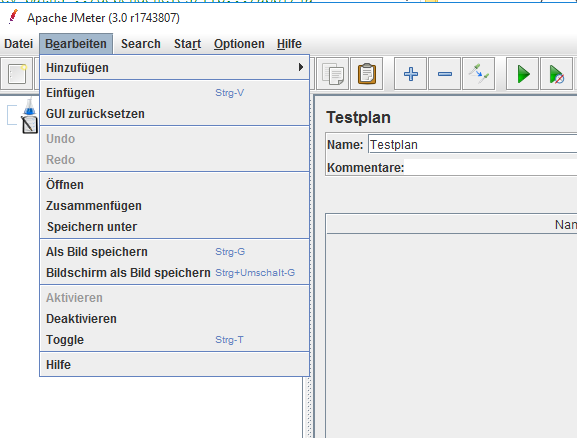 Apache JMeter (3.0 r1743807)
Datei Bearbeiten Search Start Optionen Hilfe
Hinzufügen
Einfügen Strg-V
GUI zurücksetzen
Undo
Redo
Öffnen
Zusammenfügen
Speichern unter
Als Bild speichern Strg-G
Bildschirm als Bild speichern Strg+Umschalt-G
Aktivieren
Deaktivieren
Toggle Strg-T
Hilfe
Testplan
Name: Testplan
Kommentare: